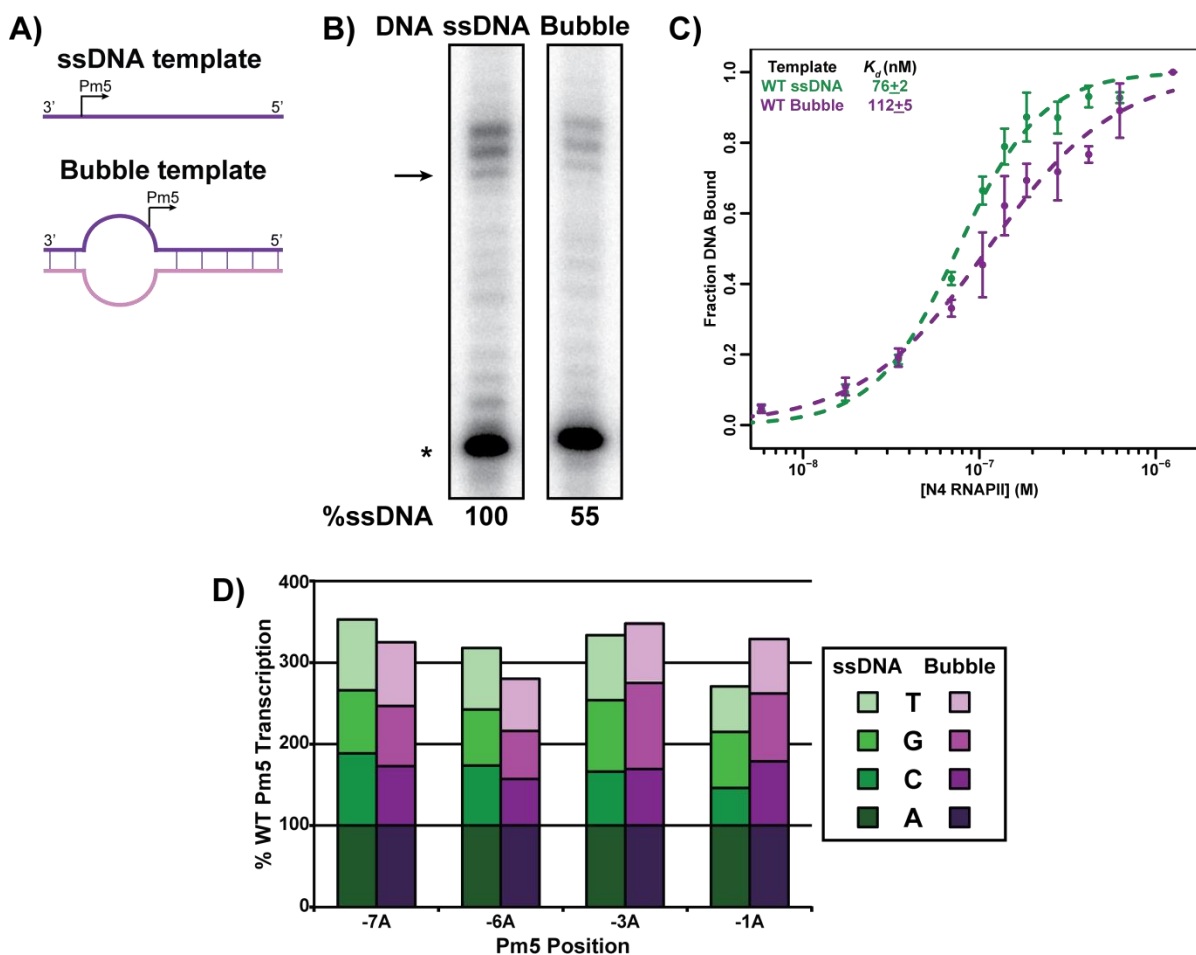 A)
ssDNA template
Pm5
3' 5'
Bubble template
Pm5
3' 5'
B)
DNA ssDNA Bubble
*
%ssDNA 100 55
C)
Template Kd (nM)
WT ssDNA 76±2
WT Bubble 112±5
1.0
0.8
0.6
0.4
0.2
0.0
Fraction DNA Bound
10⁻⁸ 10⁻⁷ 10⁻⁶
[N4 RNAPII] (M)
D)
400
300
200
100
0
% WT Pm5 Transcription
-7A -6A -3A -1A
Pm5 Position
ssDNA Bubble
T
G
C
A